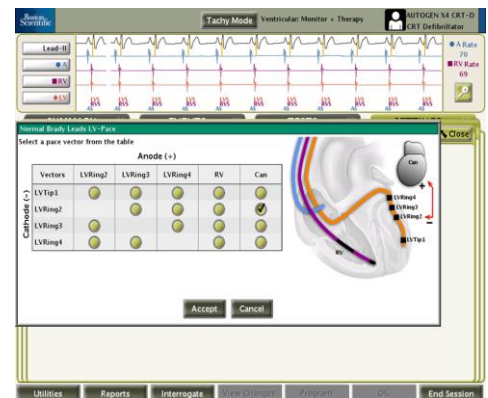 Boston
Scientific
Tachy Mode Ventricular: Monitor + Therapy
AUTOGEN X4 CRT-D
CRT Defibrillator
Lead-II
A
RV
LV
A Rate
70
RV Rate
69
Close
Normal Brady Leads LV-Pace
Select a pace vector from the table
Anode (+)
Vectors LVRing2 LVRing3 LVRing4 RV Can
Cathode (-)
LVTip1
LVRing2
LVRing3
LVRing4
Can
+
LVRing4
LVRing3
LVRing2
−
LVTip1
RV
Accept Cancel
Utilities Reports Interrogate View Changes Program End Session